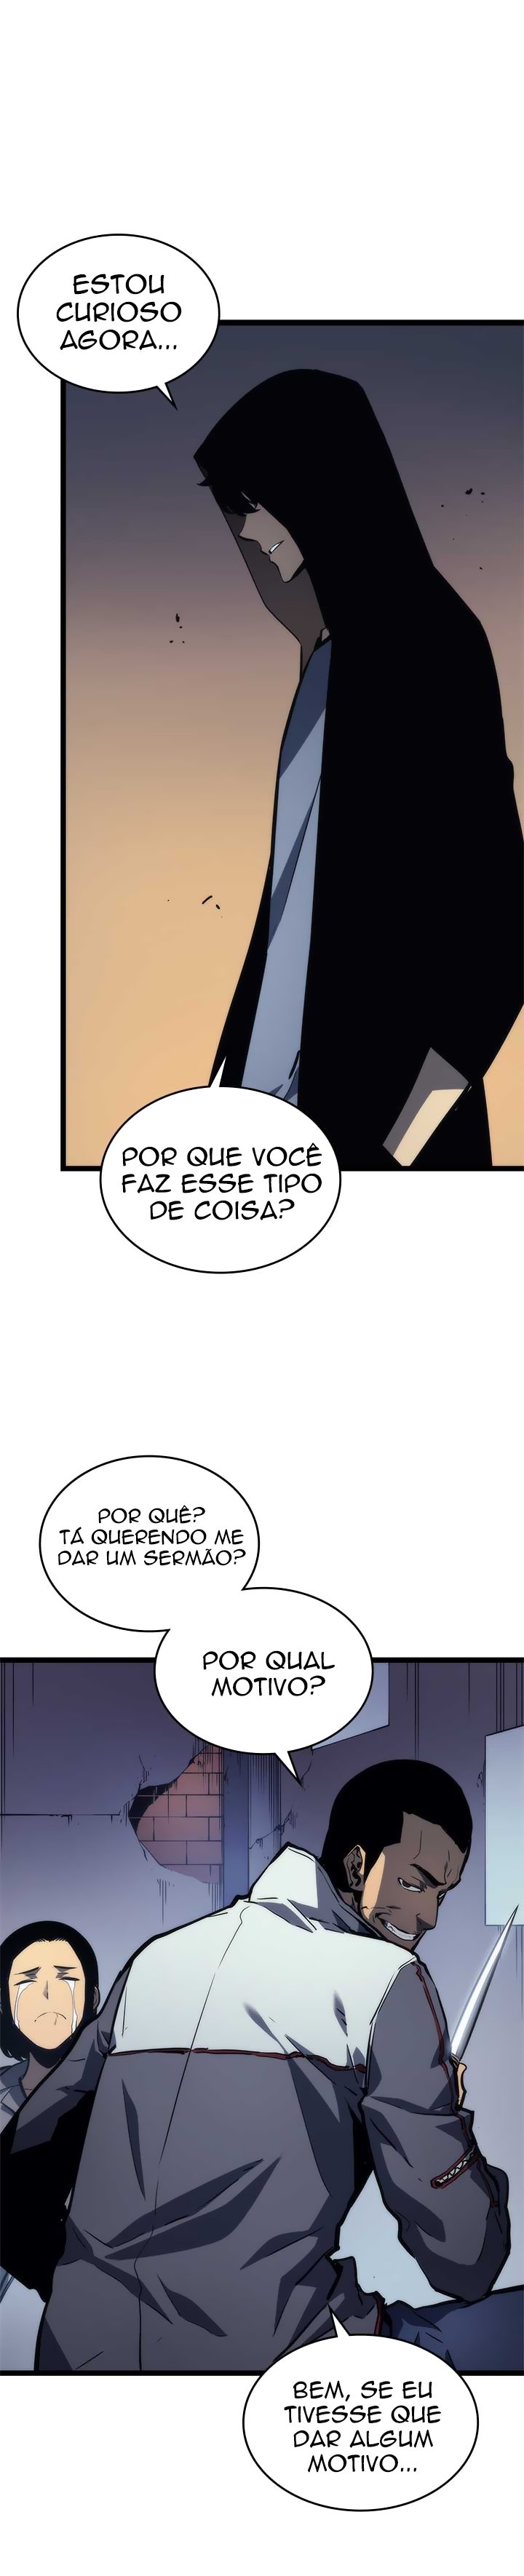 ESTOU
CURIOSO
AGORA...
POR QUE VOCÊ
FAZ ESSE TIPO
DE COISA?
POR QUÊ?
TÁ QUERENDO ME
DAR UM SERMÃO?
POR QUAL
MOTIVO?
BEM, SE EU
TIVESSE QUE
DAR ALGUM
MOTIVO...